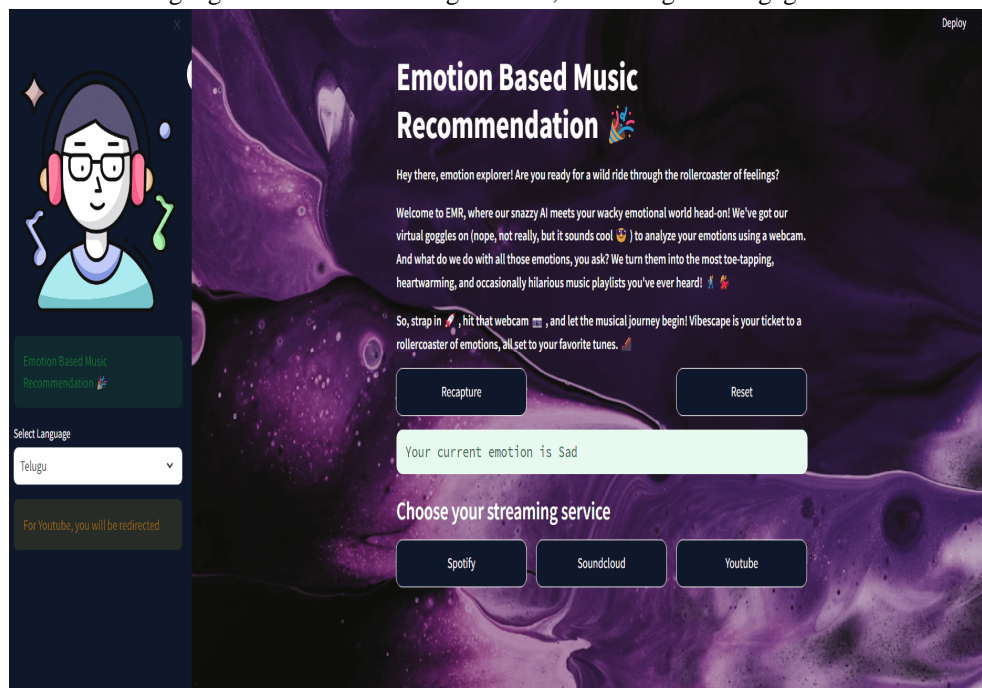 X
Deploy
Emotion Based Music
Recommendation 🎉
Hey there, emotion explorer! Are you ready for a wild ride through the rollercoaster of feelings?
Welcome to EMR, where our snazzy AI meets your wacky emotional world head-on! We've got our
virtual goggles on (nope, not really, but it sounds cool 🤠 ) to analyze your emotions using a webcam.
And what do we do with all those emotions, you ask? We turn them into the most toe-tapping,
heartwarming, and occasionally hilarious music playlists you've ever heard! 🕺 💃
So, strap in 🚀 , hit that webcam 📷 , and let the musical journey begin! Vibescape is your ticket to a
rollercoaster of emotions, all set to your favorite tunes. 🎢
Emotion Based Music
Recommendation 🎉
Select Language
Telugu
For Youtube, you will be redirected
Recapture
Reset
Your current emotion is Sad
Choose your streaming service
Spotify
Soundcloud
Youtube